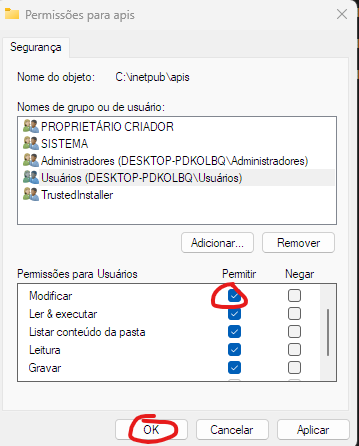 Permissões para apis
Segurança
Nome do objeto: C:\inetpub\apis
Nomes de grupo ou de usuário:
PROPRIETÁRIO CRIADOR
SISTEMA
Administradores (DESKTOP-PDKOLBQ\Administradores)
Usuários (DESKTOP-PDKOLBQ\Usuários)
TrustedInstaller
Adicionar... Remover
Permissões para Usuários Permitir Negar
Modificar
Ler & executar
Listar conteúdo da pasta
Leitura
Gravar
OK Cancelar Aplicar